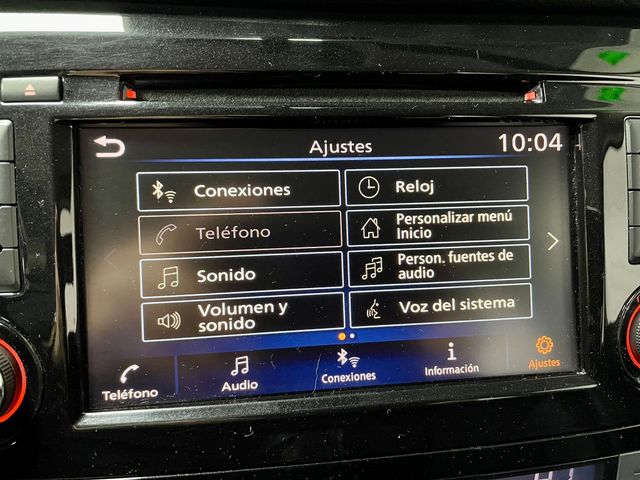 Ajustes
10:04
Conexiones
Reloj
Teléfono
Personalizar menú
Inicio
Sonido
Person. fuentes de
audio
Volumen y
sonido
Voz del sistema
Teléfono
Audio
Conexiones
Información
Ajustes